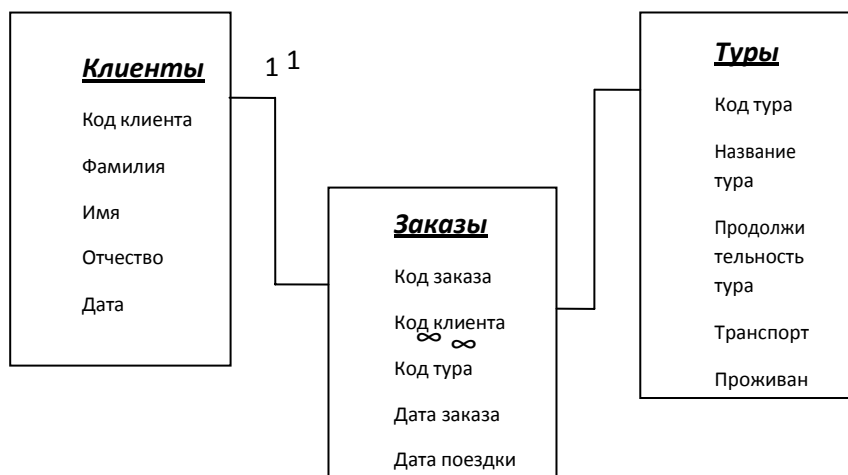 Клиенты
Код клиента
Фамилия
Имя
Отчество
Дата
1 1
Заказы
Код заказа
Код клиента
∞ ∞
Код тура
Дата заказа
Дата поездки
Туры
Код тура
Название
тура
Продолжи
тельность
тура
Транспорт
Проживан